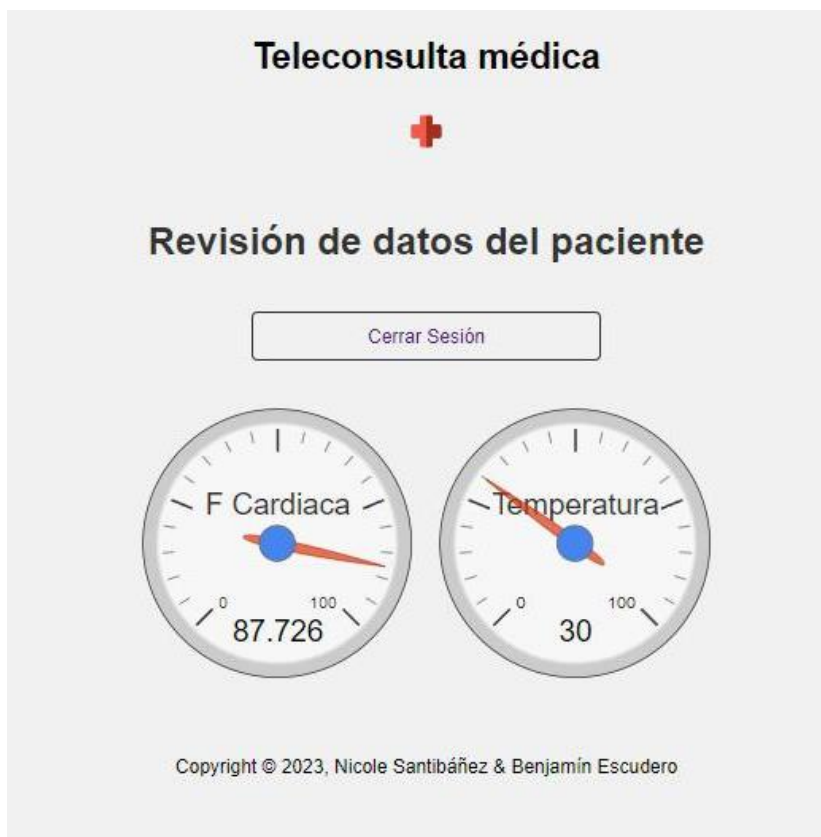 Teleconsulta médica
Revisión de datos del paciente
Cerrar Sesión
F Cardiaca
0 100
87.726
Temperatura
0 100
30
Copyright © 2023, Nicole Santibáñez & Benjamín Escudero